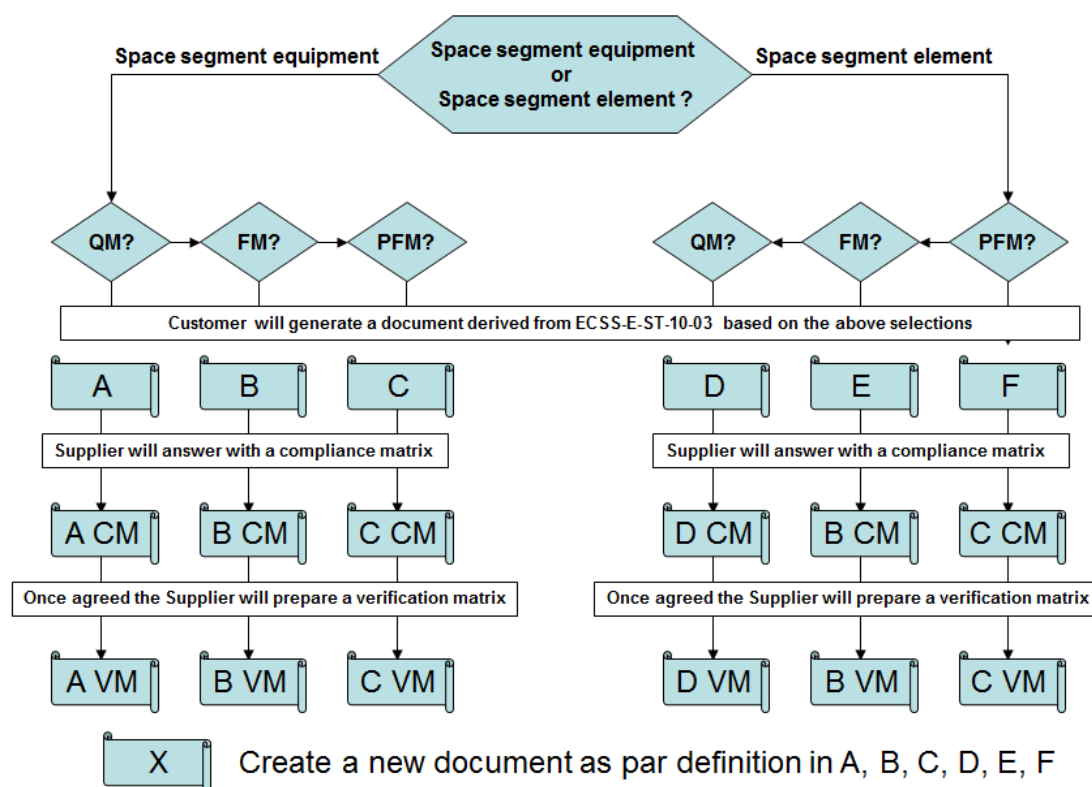 Space segment equipment
Space segment equipment
or
Space segment element ?
Space segment element
QM?
FM?
PFM?
QM?
FM?
PFM?
Customer will generate a document derived from ECSS-E-ST-10-03 based on the above selections
A
B
C
D
E
F
Supplier will answer with a compliance matrix
Supplier will answer with a compliance matrix
A CM
B CM
C CM
D CM
B CM
C CM
Once agreed the Supplier will prepare a verification matrix
Once agreed the Supplier will prepare a verification matrix
A VM
B VM
C VM
D VM
B VM
C VM
X
Create a new document as par definition in A, B, C, D, E, F